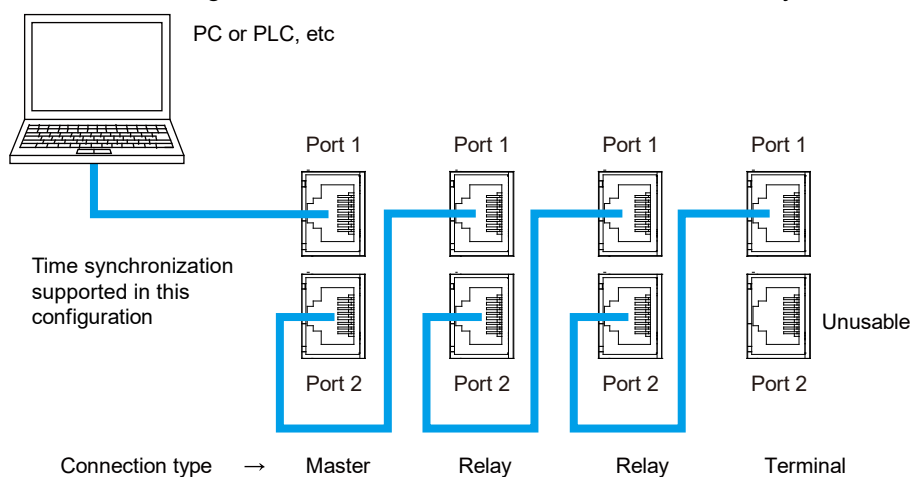 PC or PLC, etc
Port 1 Port 1 Port 1 Port 1
Time synchronization
supported in this
configuration
Unusable
Port 2 Port 2 Port 2 Port 2
Connection type → Master Relay Relay Terminal